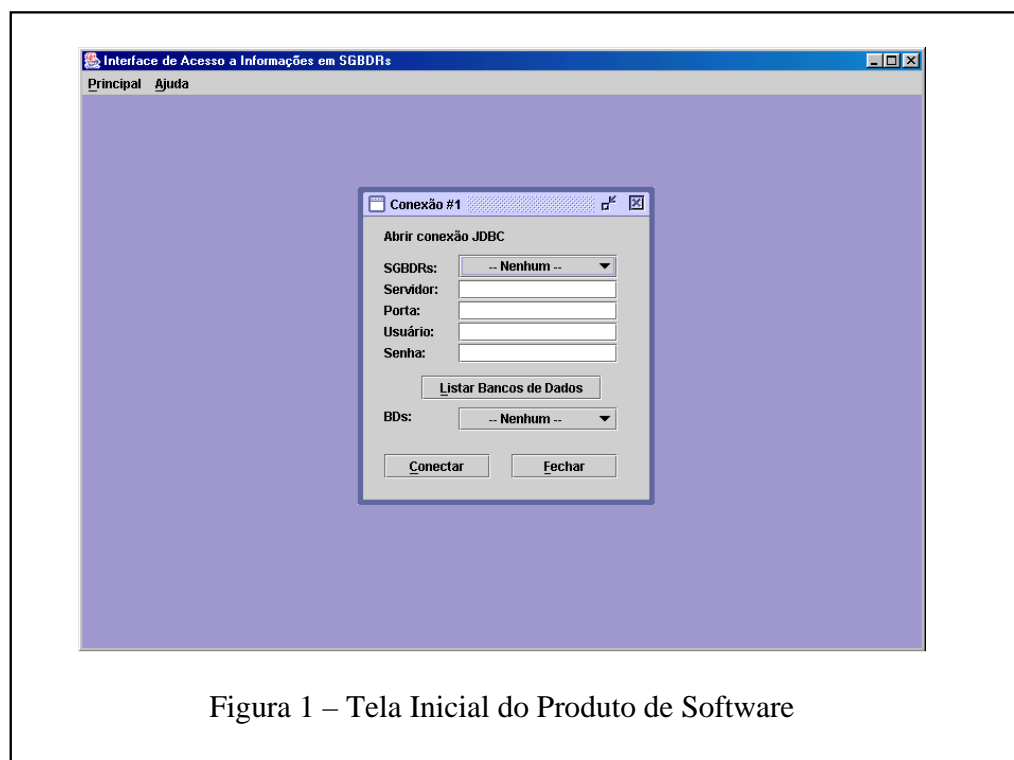 Interface de Acesso a Informações em SGBDRs
Principal Ajuda
Conexão #1
Abrir conexão JDBC
SGBDRs: -- Nenhum --
Servidor:
Porta:
Usuário:
Senha:
Listar Bancos de Dados
BDs: -- Nenhum --
Conectar Fechar
Figura 1 – Tela Inicial do Produto de Software